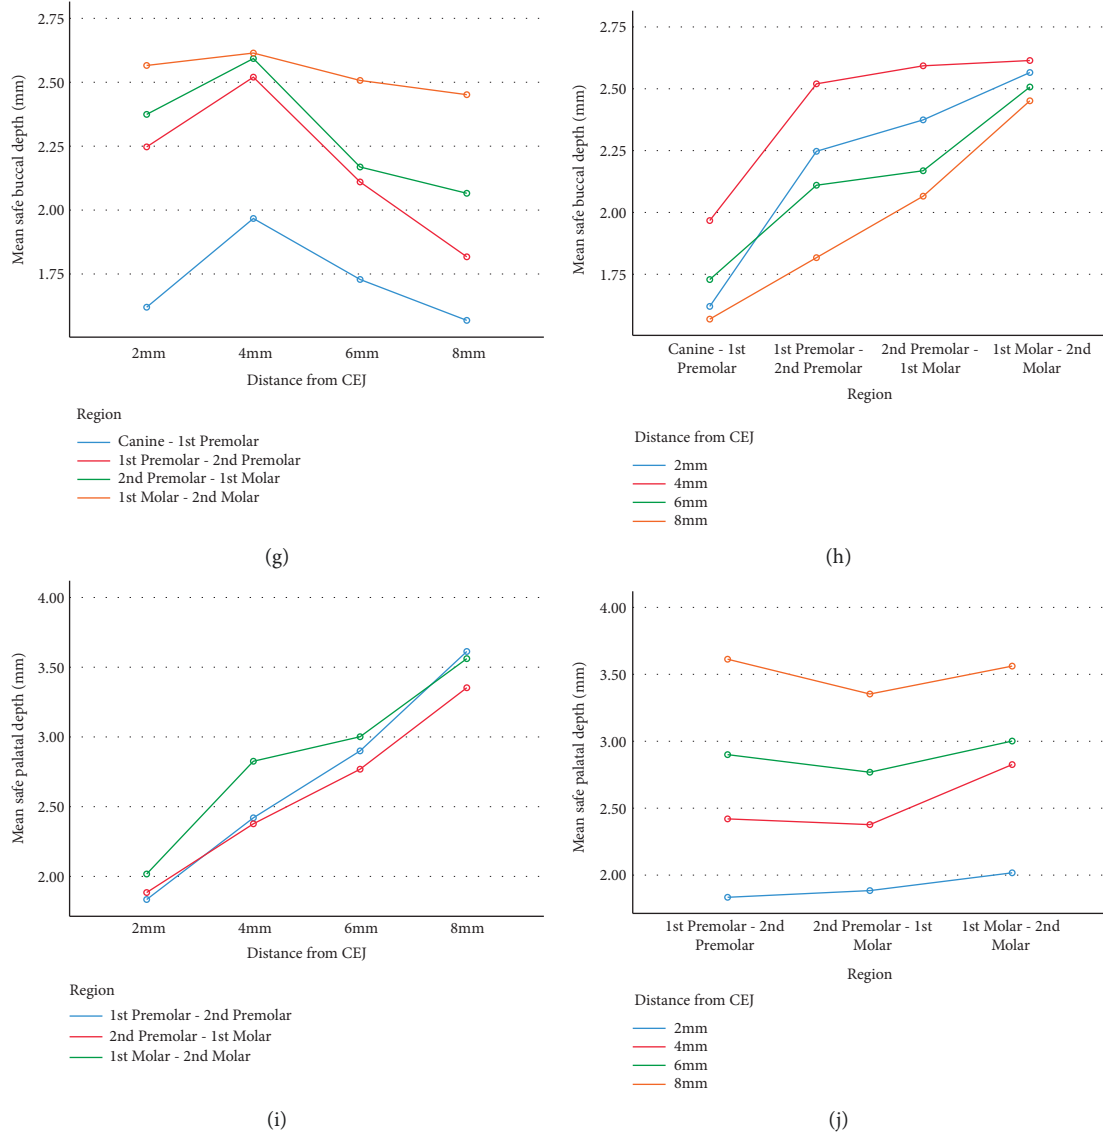 2.75
2.50
2.25
2.00
1.75
Mean safe buccal depth (mm)
2mm
4mm
6mm
8mm
Distance from CEJ
Region
Canine - 1st Premolar
1st Premolar - 2nd Premolar
2nd Premolar - 1st Molar
1st Molar - 2nd Molar
(g)
2.75
2.50
2.25
2.00
1.75
Mean safe buccal depth (mm)
Canine - 1st
Premolar
1st Premolar -
2nd Premolar
2nd Premolar -
1st Molar
1st Molar - 2nd
Molar
Region
Distance from CEJ
2mm
4mm
6mm
8mm
(h)
4.00
3.50
3.00
2.50
2.00
Mean safe palatal depth (mm)
2mm
4mm
6mm
8mm
Distance from CEJ
Region
1st Premolar - 2nd Premolar
2nd Premolar - 1st Molar
1st Molar - 2nd Molar
(i)
4.00
3.50
3.00
2.50
2.00
Mean safe palatal depth (mm)
1st Premolar - 2nd
Premolar
2nd Premolar - 1st
Molar
1st Molar - 2nd
Molar
Region
Distance from CEJ
2mm
4mm
6mm
8mm
(j)